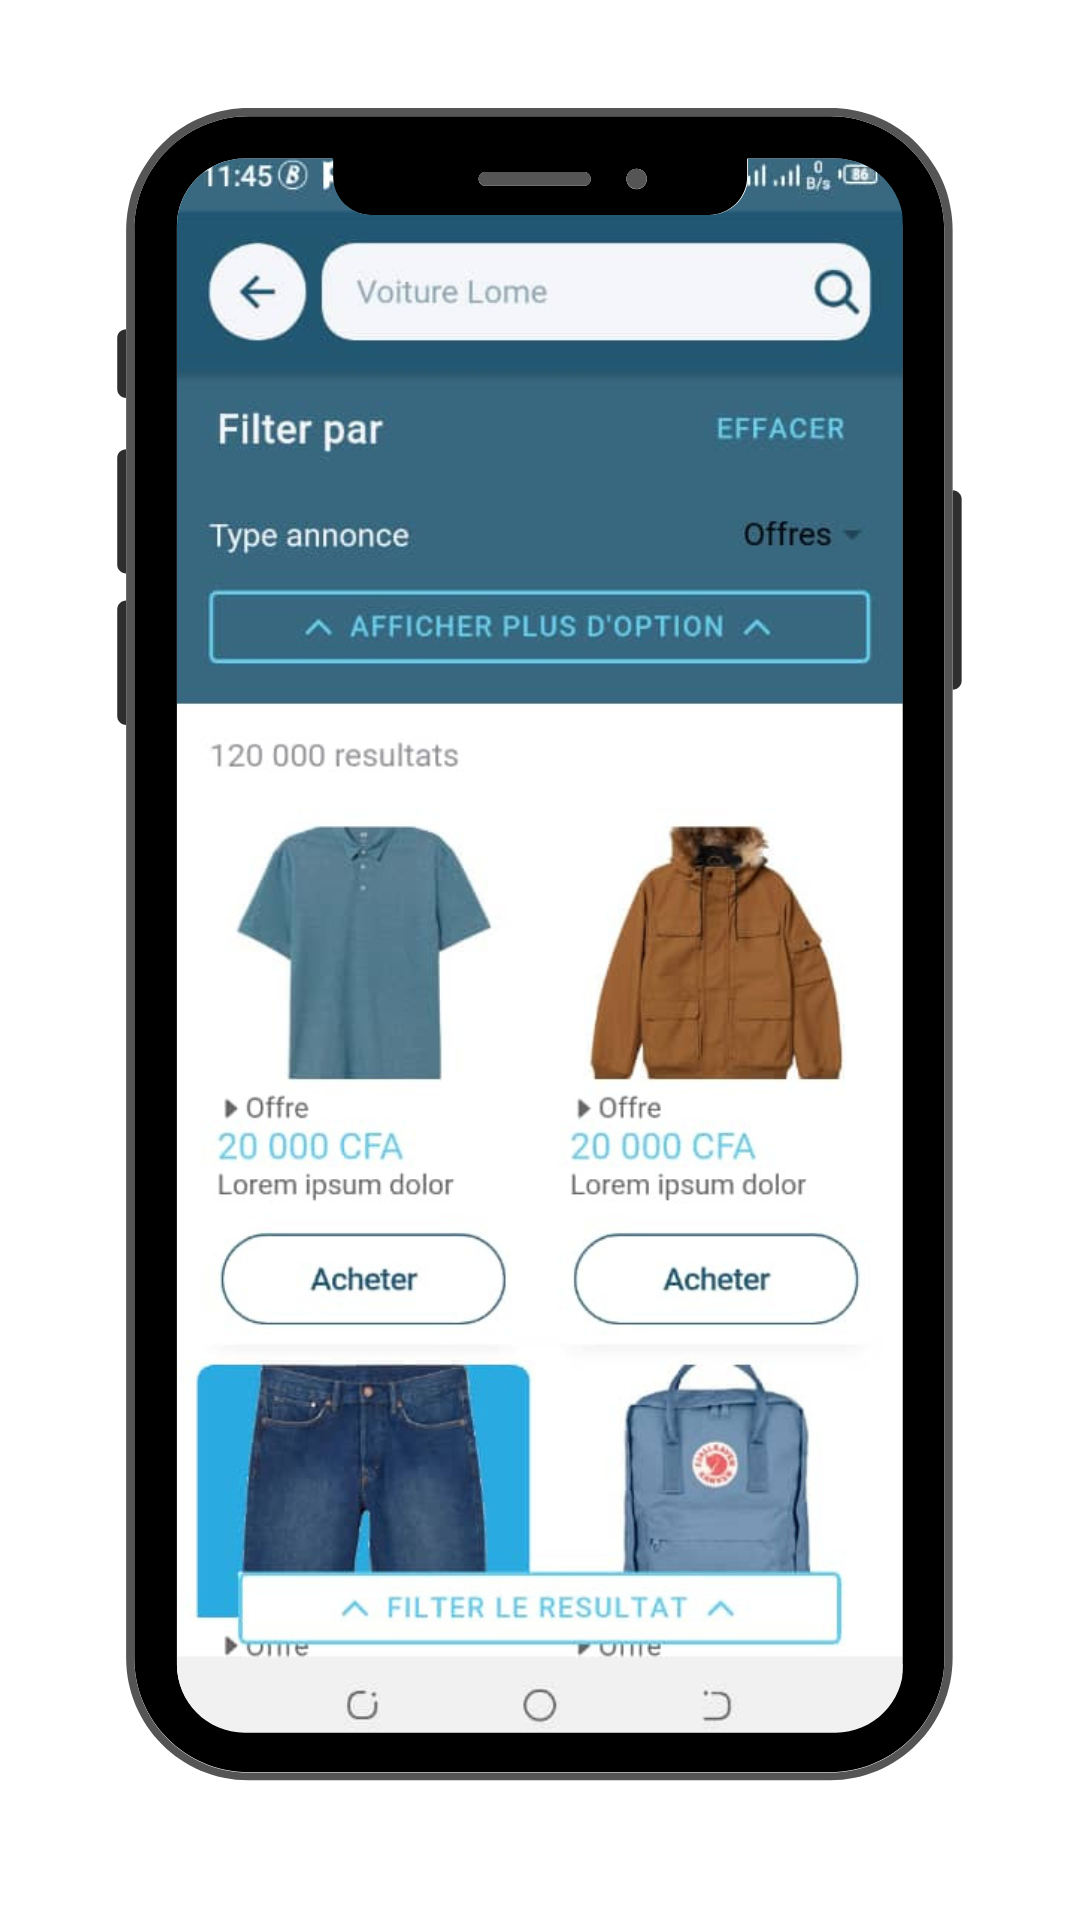 11:45
0
B/s
86
Voiture Lome
Filter par
EFFACER
Type annonce
Offres
AFFICHER PLUS D'OPTION
120 000 resultats
Offre
20 000 CFA
Lorem ipsum dolor
Acheter
Offre
20 000 CFA
Lorem ipsum dolor
Acheter
FILTER LE RESULTAT
Offre
Offre